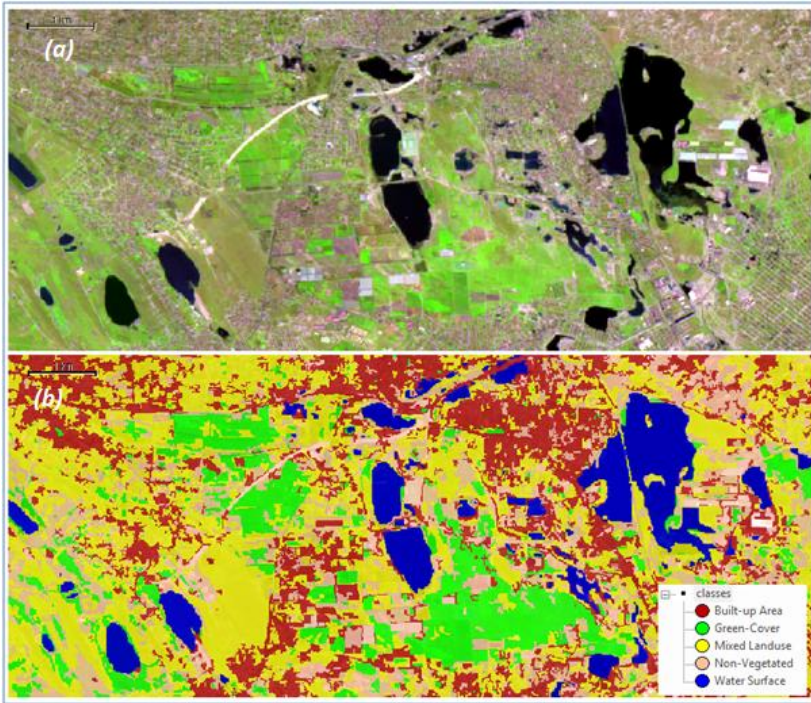 (a)
(b)
classes
Built-up Area
Green-Cover
Mixed Landuse
Non-Vegetated
Water Surface